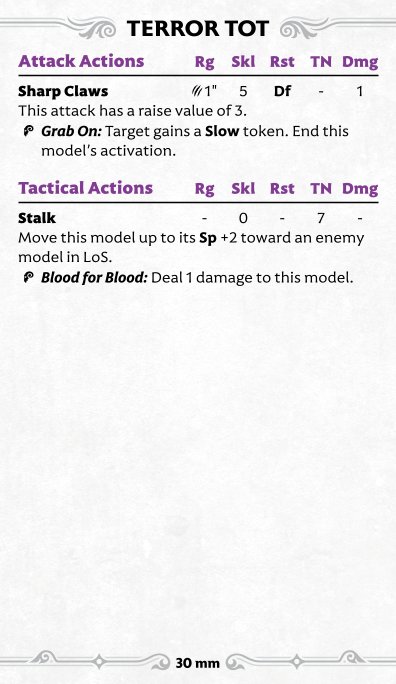 TERROR TOT
Attack Actions Rg Skl Rst TN Dmg
Sharp Claws 1" 5 Df - 1
This attack has a raise value of 3.
Grab On: Target gains a Slow token. End this
model's activation.
Tactical Actions Rg Skl Rst TN Dmg
Stalk - 0 - 7 -
Move this model up to its Sp +2 toward an enemy
model in LoS.
Blood for Blood: Deal 1 damage to this model.
30 mm